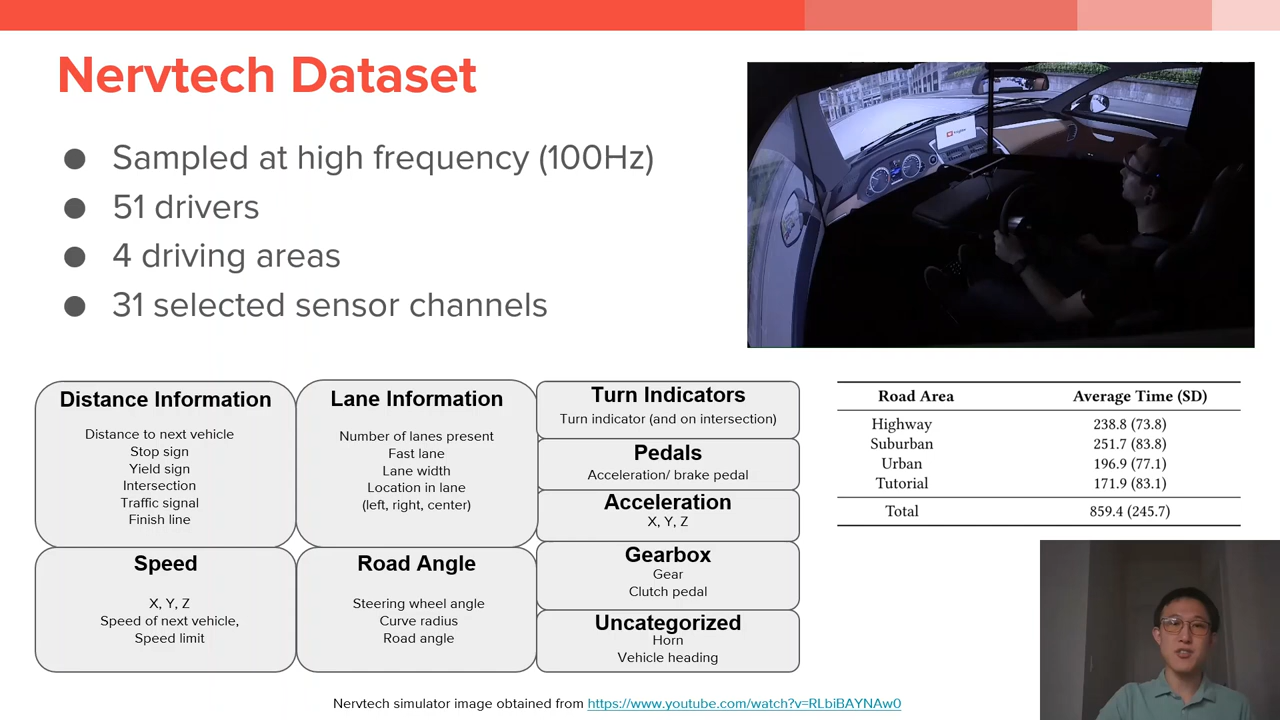 Nervtech Dataset
● Sampled at high frequency (100Hz)
● 51 drivers
● 4 driving areas
● 31 selected sensor channels
Distance Information
Distance to next vehicle
Stop sign
Yield sign
Intersection
Traffic signal
Finish line
Lane Information
Number of lanes present
Fast lane
Lane width
Location in lane
(left, right, center)
Turn Indicators
Turn indicator (and on intersection)
Pedals
Acceleration/ brake pedal
Acceleration
X, Y, Z
Speed
X, Y, Z
Speed of next vehicle,
Speed limit
Road Angle
Steering wheel angle
Curve radius
Road angle
Gearbox
Gear
Clutch pedal
Uncategorized
Horn
Vehicle heading
Road Area Average Time (SD)
Highway 238.8 (73.8)
Suburban 251.7 (83.8)
Urban 196.9 (77.1)
Tutorial 171.9 (83.1)
Total 859.4 (245.7)
Nervtech simulator image obtained from https://www.youtube.com/watch?v=RLbiBAYNAw0